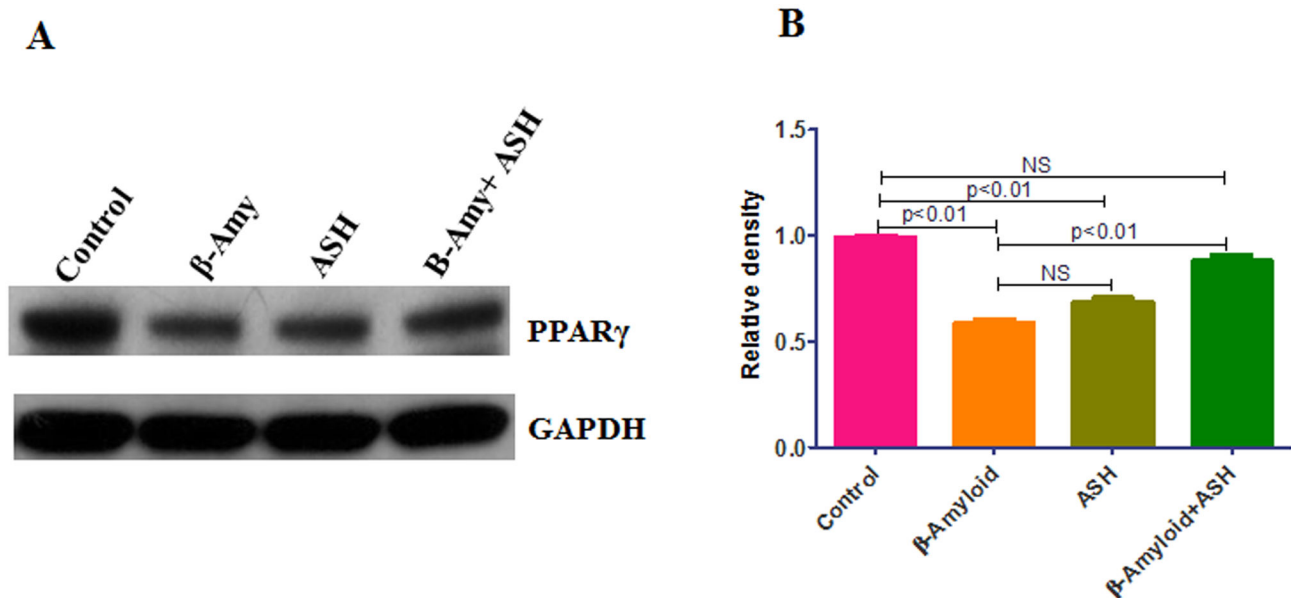 A
Control
β-Amy
ASH
B-Amy+ ASH
PPARγ
GAPDH
B
Relative density
1.5
1.0
0.5
0.0
NS
p<0.01
p<0.01
p<0.01
NS
Control
β-Amyloid
ASH
β-Amyloid+ASH